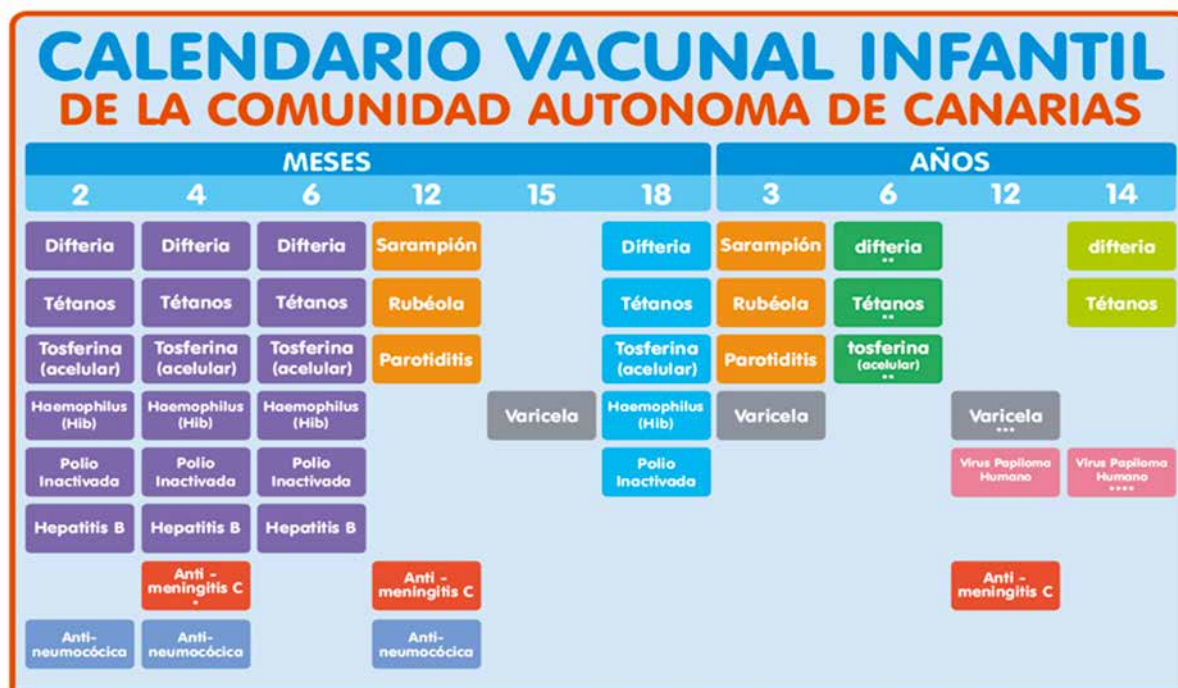 CALENDARIO VACUNAL INFANTIL
DE LA COMUNIDAD AUTONOMA DE CANARIAS
MESES AÑOS
2 4 6 12 15 18 3 6 12 14
Difteria Difteria Difteria Sarampión Difteria Sarampión difteria ** difteria
Tétanos Tétanos Tétanos Rubéola Tétanos Rubéola Tétanos ** Tétanos
Tosferina (acelular) Tosferina (acelular) Tosferina (acelular) Parotiditis Tosferina (acelular) Parotiditis tosferina (acelular) **
Haemophilus (Hib) Haemophilus (Hib) Haemophilus (Hib) Varicela Haemophilus (Hib) Varicela Varicela ***
Polio Inactivada Polio Inactivada Polio Inactivada Polio Inactivada Virus Papiloma Humano Virus Papiloma Humano ****
Hepatitis B Hepatitis B Hepatitis B
Anti - meningitis C * Anti - meningitis C Anti - meningitis C
Anti- neumocócica Anti- neumocócica Anti- neumocócica